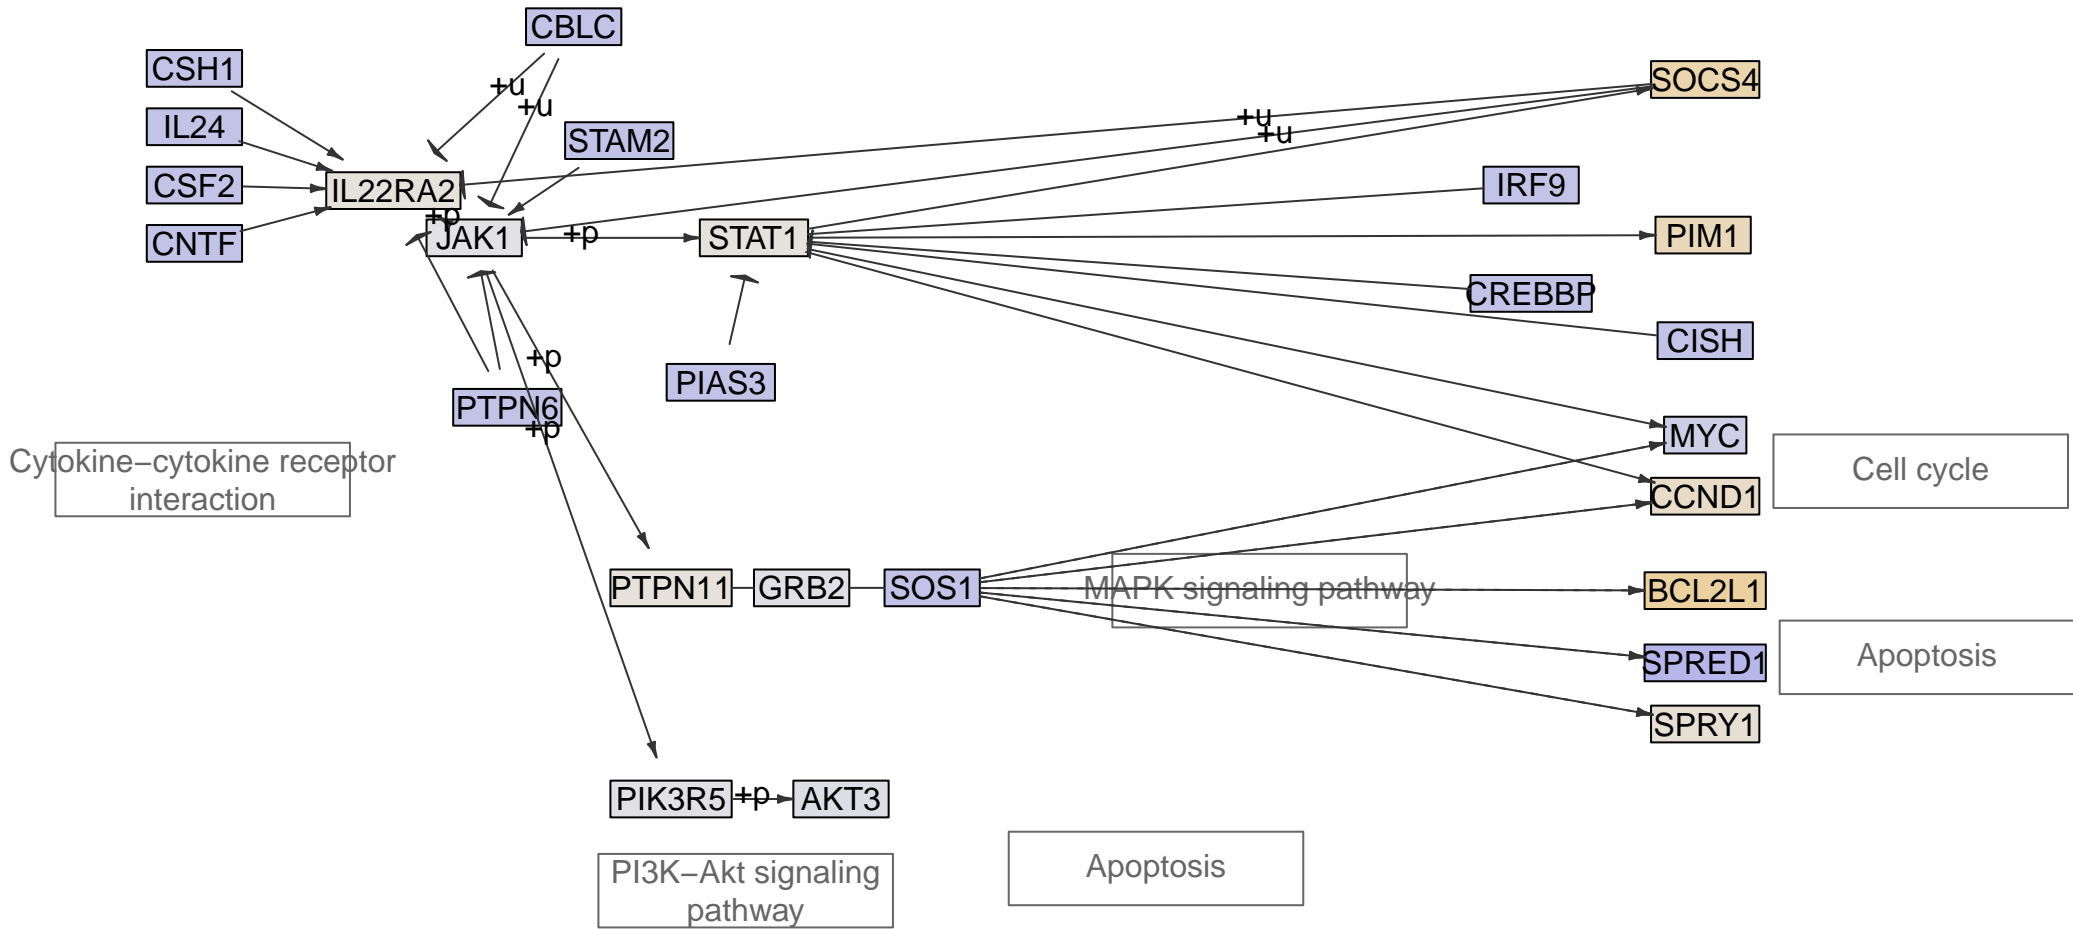 CBLC
CSH1
+u
SOCS4
+u
+u
IL24
+u
STAM2
CSF2
IL22RA2
IRF9
+p
CNTF
JAK1
+p
STAT1
PIM1
CREBBP
CISH
+p
PIAS3
PTPN6
+p
MYC
Cytokine–cytokine receptor
interaction
Cell cycle
CCND1
PTPN11
GRB2
SOS1
MAPK signaling pathway
BCL2L1
SPRED1
Apoptosis
SPRY1
PIK3R5
+p
AKT3
PI3K–Akt signaling
pathway
Apoptosis